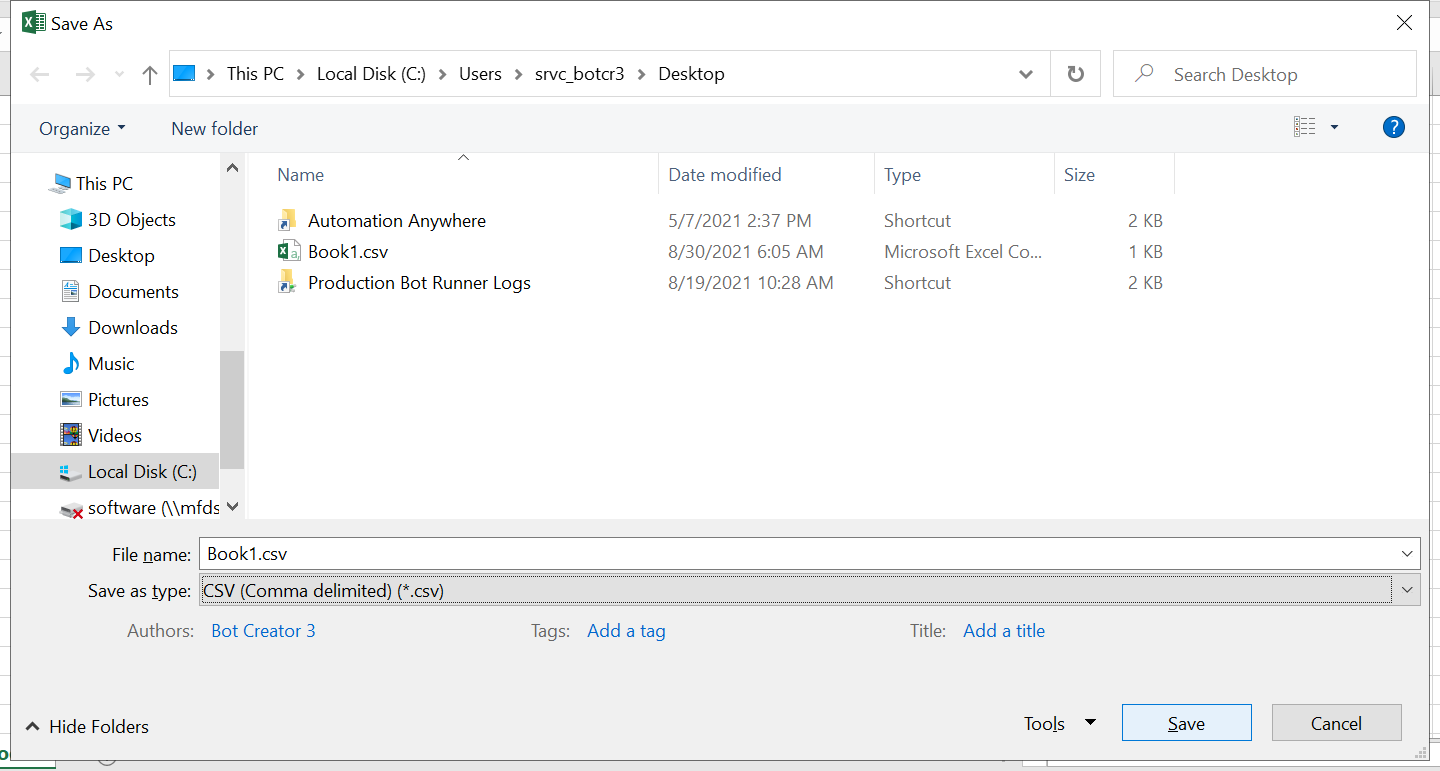 Save As
This PC > Local Disk (C:) > Users > srvc_botcr3 > Desktop
Search Desktop
Organize
New folder
?
This PC
3D Objects
Desktop
Documents
Downloads
Music
Pictures
Videos
Local Disk (C:)
software (\\mfds
Name Date modified Type Size
Automation Anywhere 5/7/2021 2:37 PM Shortcut 2 KB
Book1.csv 8/30/2021 6:05 AM Microsoft Excel Co... 1 KB
Production Bot Runner Logs 8/19/2021 10:28 AM Shortcut 2 KB
File name: Book1.csv
Save as type: CSV (Comma delimited) (*.csv)
Authors: Bot Creator 3 Tags: Add a tag Title: Add a title
Hide Folders
Tools Save Cancel